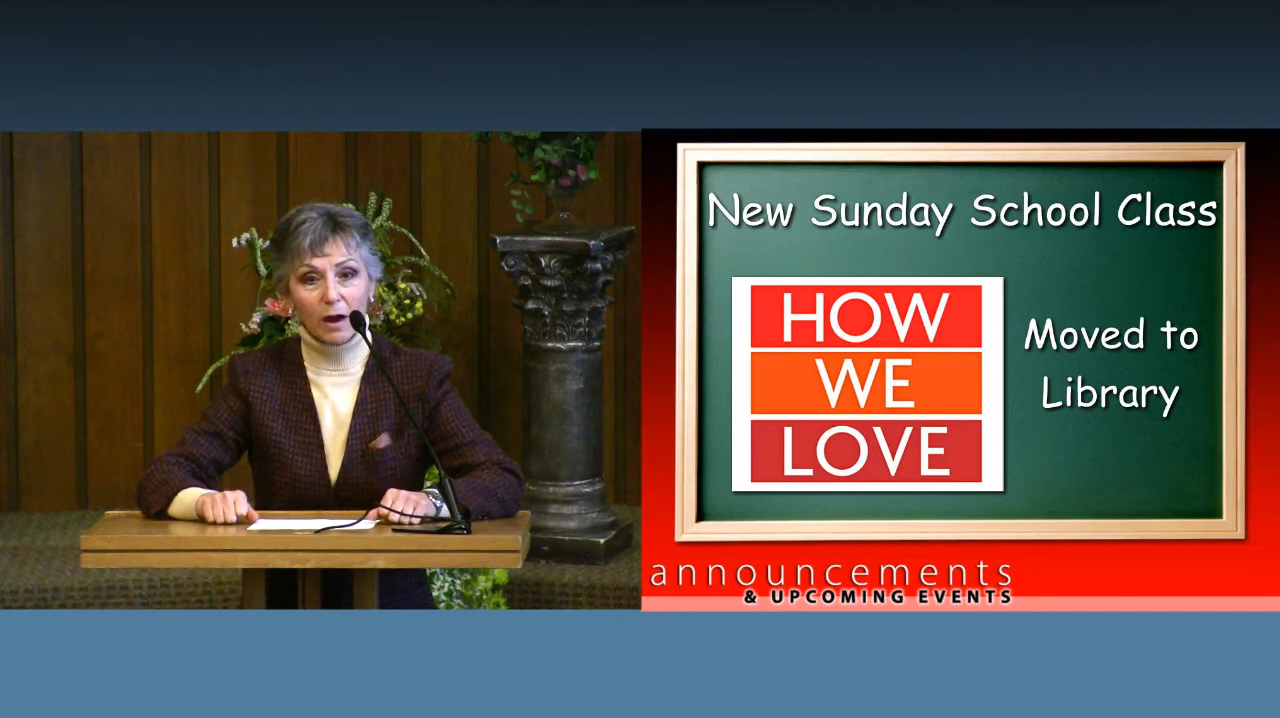 New Sunday School Class
HOW
WE
LOVE
Moved to
Library
announcements
& UPCOMING EVENTS